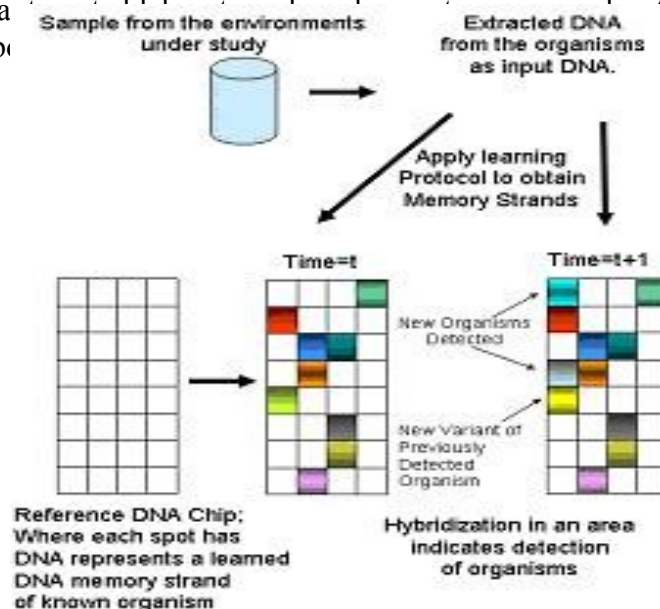 Sample from the environments
under study
Extracted DNA
from the organisms
as input DNA.
Apply learning
Protocol to obtain
Memory Strands
Time=t
Time=t+1
New Organisms
Detected
New Variant of
Previously
Detected
Organism
Reference DNA Chip;
Where each spot has
DNA represents a learned
DNA memory strand
of known organism
Hybridization in an area
indicates detection
of organisms